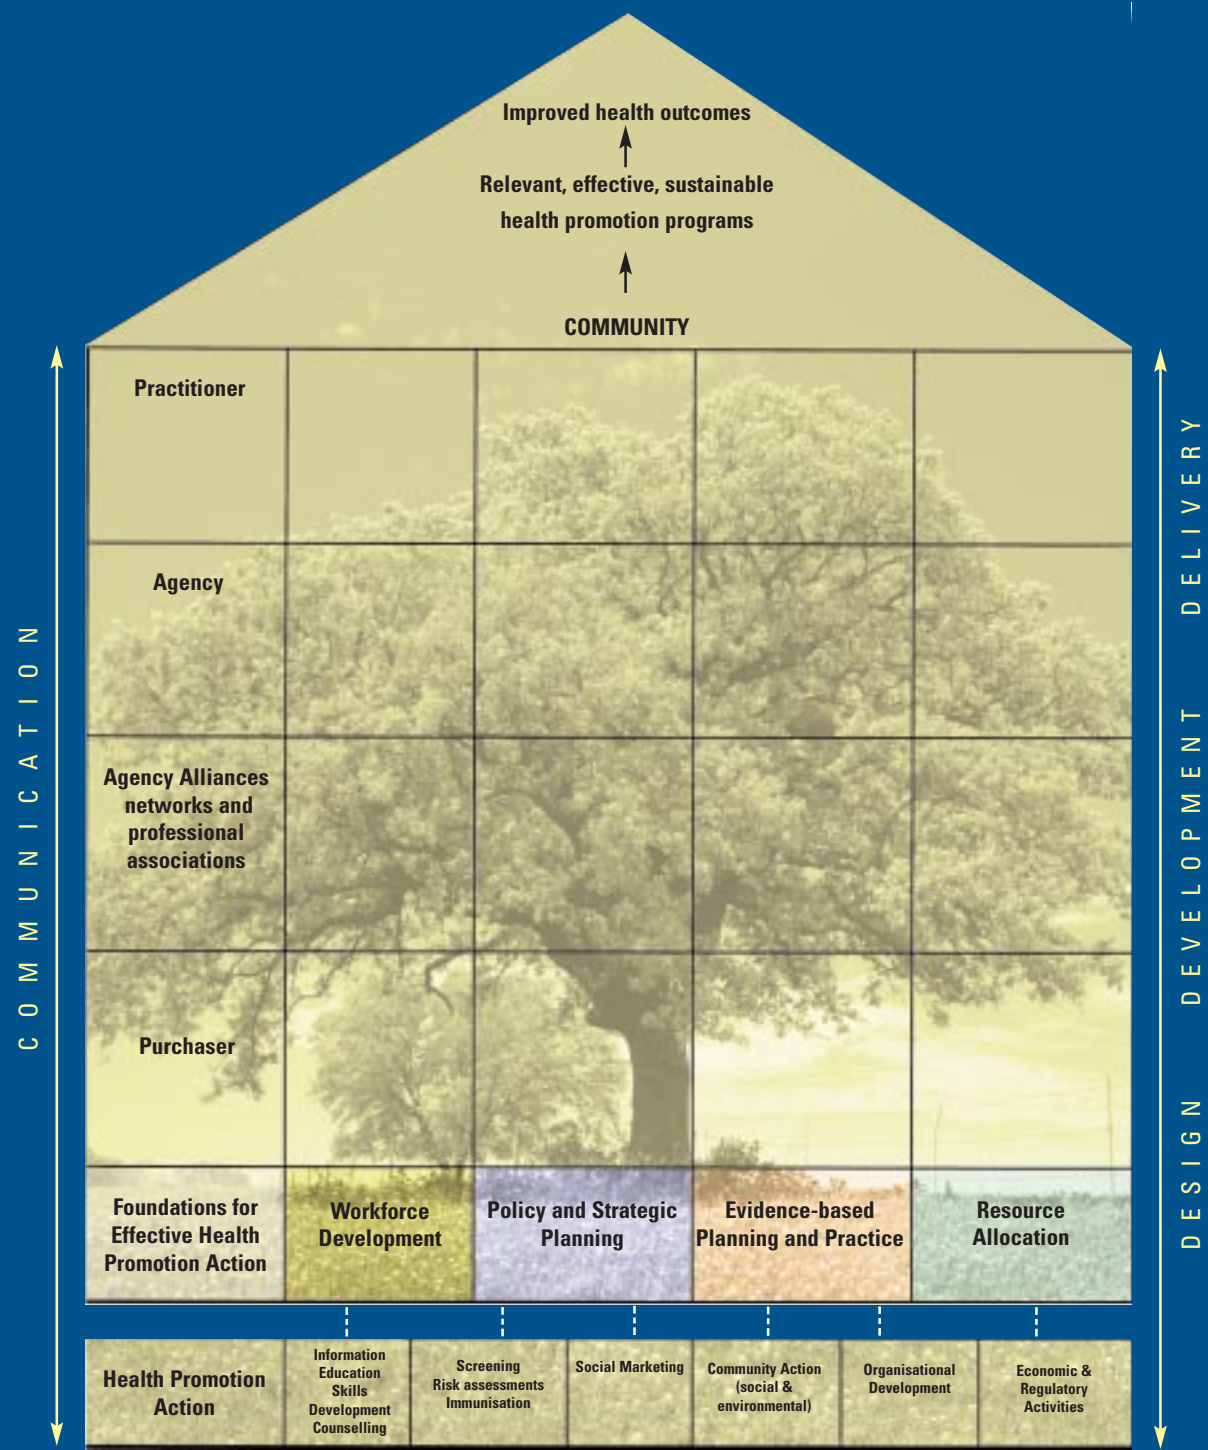 Improved health outcomes
Relevant, effective, sustainable
health promotion programs
COMMUNITY
Practitioner
Agency
Agency Alliances
networks and
professional
associations
Purchaser
Foundations for
Effective Health
Promotion Action
Workforce
Development
Policy and Strategic
Planning
Evidence-based
Planning and Practice
Resource
Allocation
Health Promotion
Action
Information
Education
Skills
Development
Counselling
Screening
Risk assessments
Immunisation
Social Marketing
Community Action
(social &
environmental)
Organisational
Development
Economic &
Regulatory
Activities
COMMUNICATION
DESIGN DEVELOPMENT DELIVERY